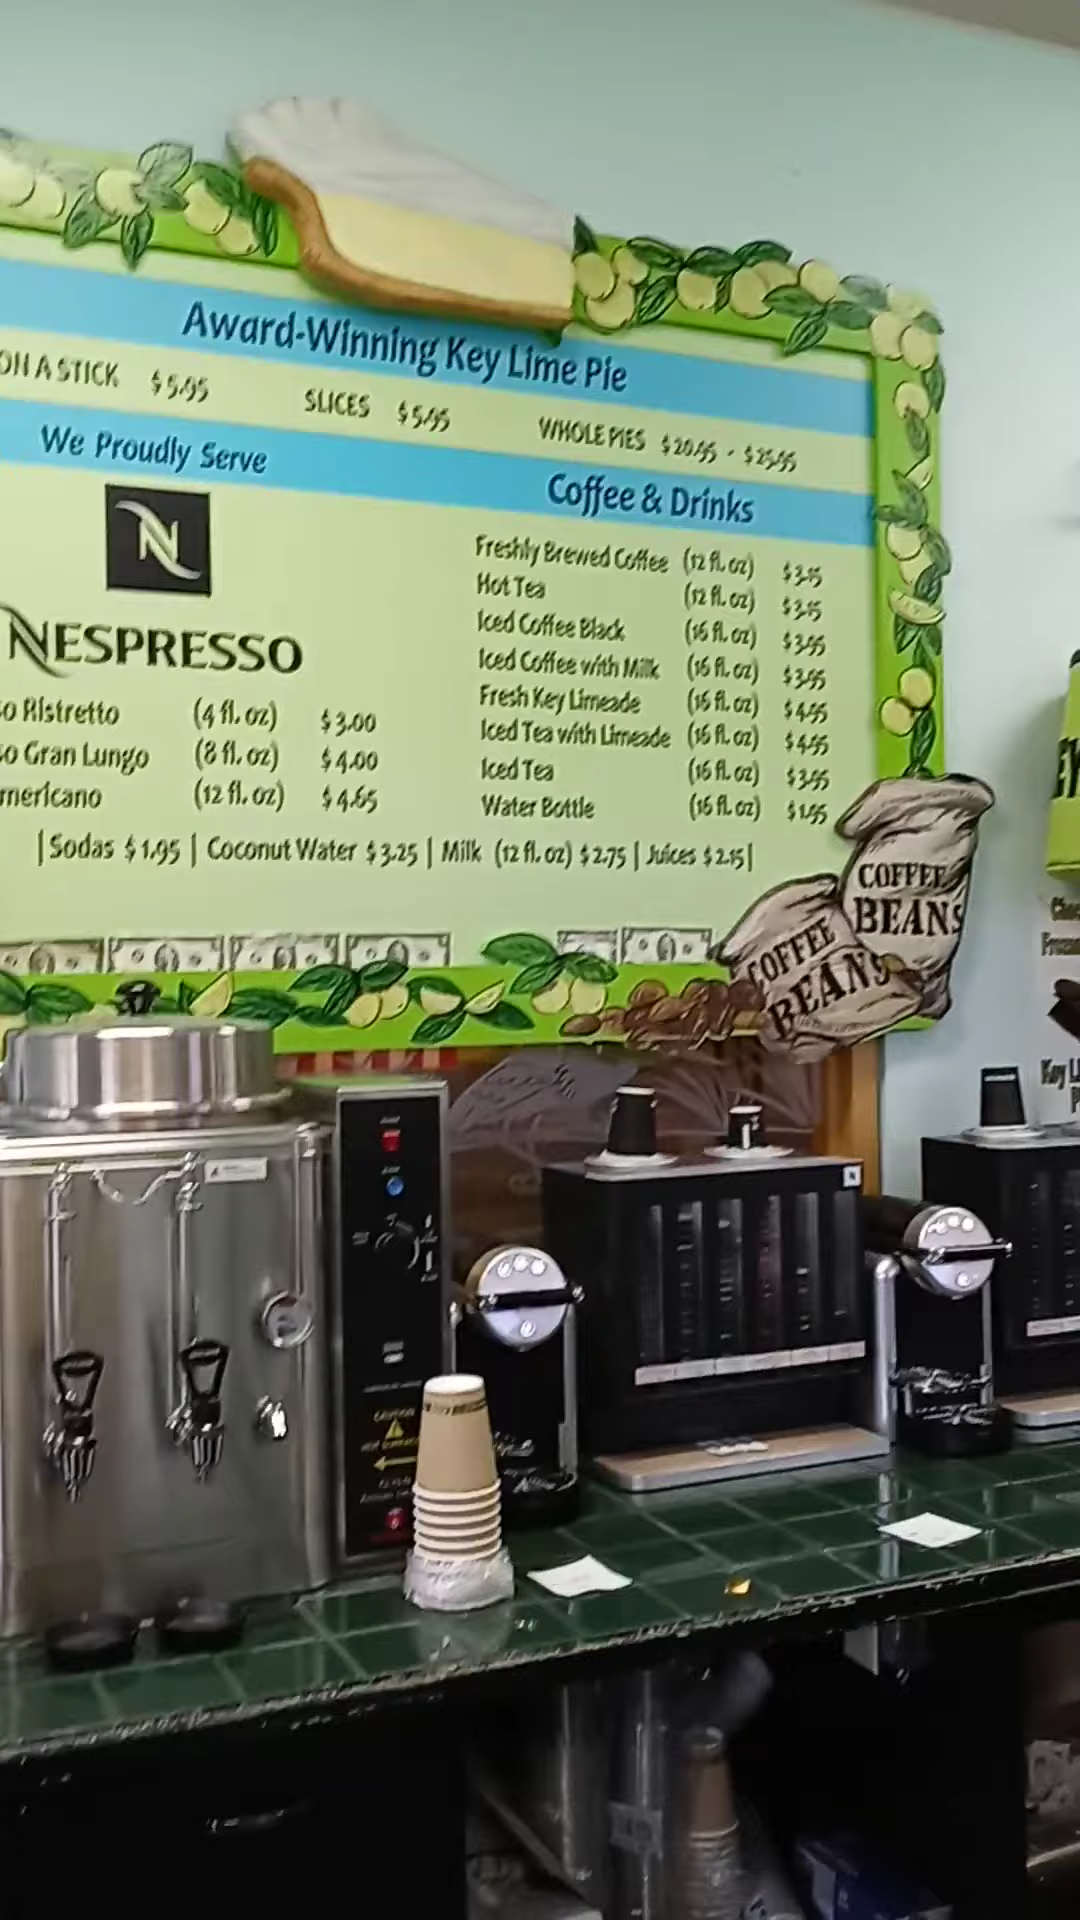 Award-Winning Key Lime Pie
ON A STICK $5.95 SLICES $5.95 WHOLE PIES $20.95 - $25.95
We Proudly Serve
N
NESPRESSO
so Ristretto (4 fl. oz) $3.00
so Gran Lungo (8 fl. oz) $4.00
mericano (12 fl. oz) $4.65
Coffee & Drinks
Freshly Brewed Coffee (12 fl. oz)
Hot Tea (12 fl. oz)
Iced Coffee Black (16 fl. oz) $3.95
Iced Coffee with Milk (16 fl. oz) $3.95
Fresh Key Limeade (16 fl. oz) $4.95
Iced Tea with Limeade (16 fl. oz) $4.95
Iced Tea (16 fl. oz) $3.95
Water Bottle (16 fl. oz) $1.95
|Sodas $1.95 | Coconut Water $3.25 | Milk (12 fl. oz) $2.75 | Juices
COFFEE
BEANS
COFFEE
BEANS
CAUTION